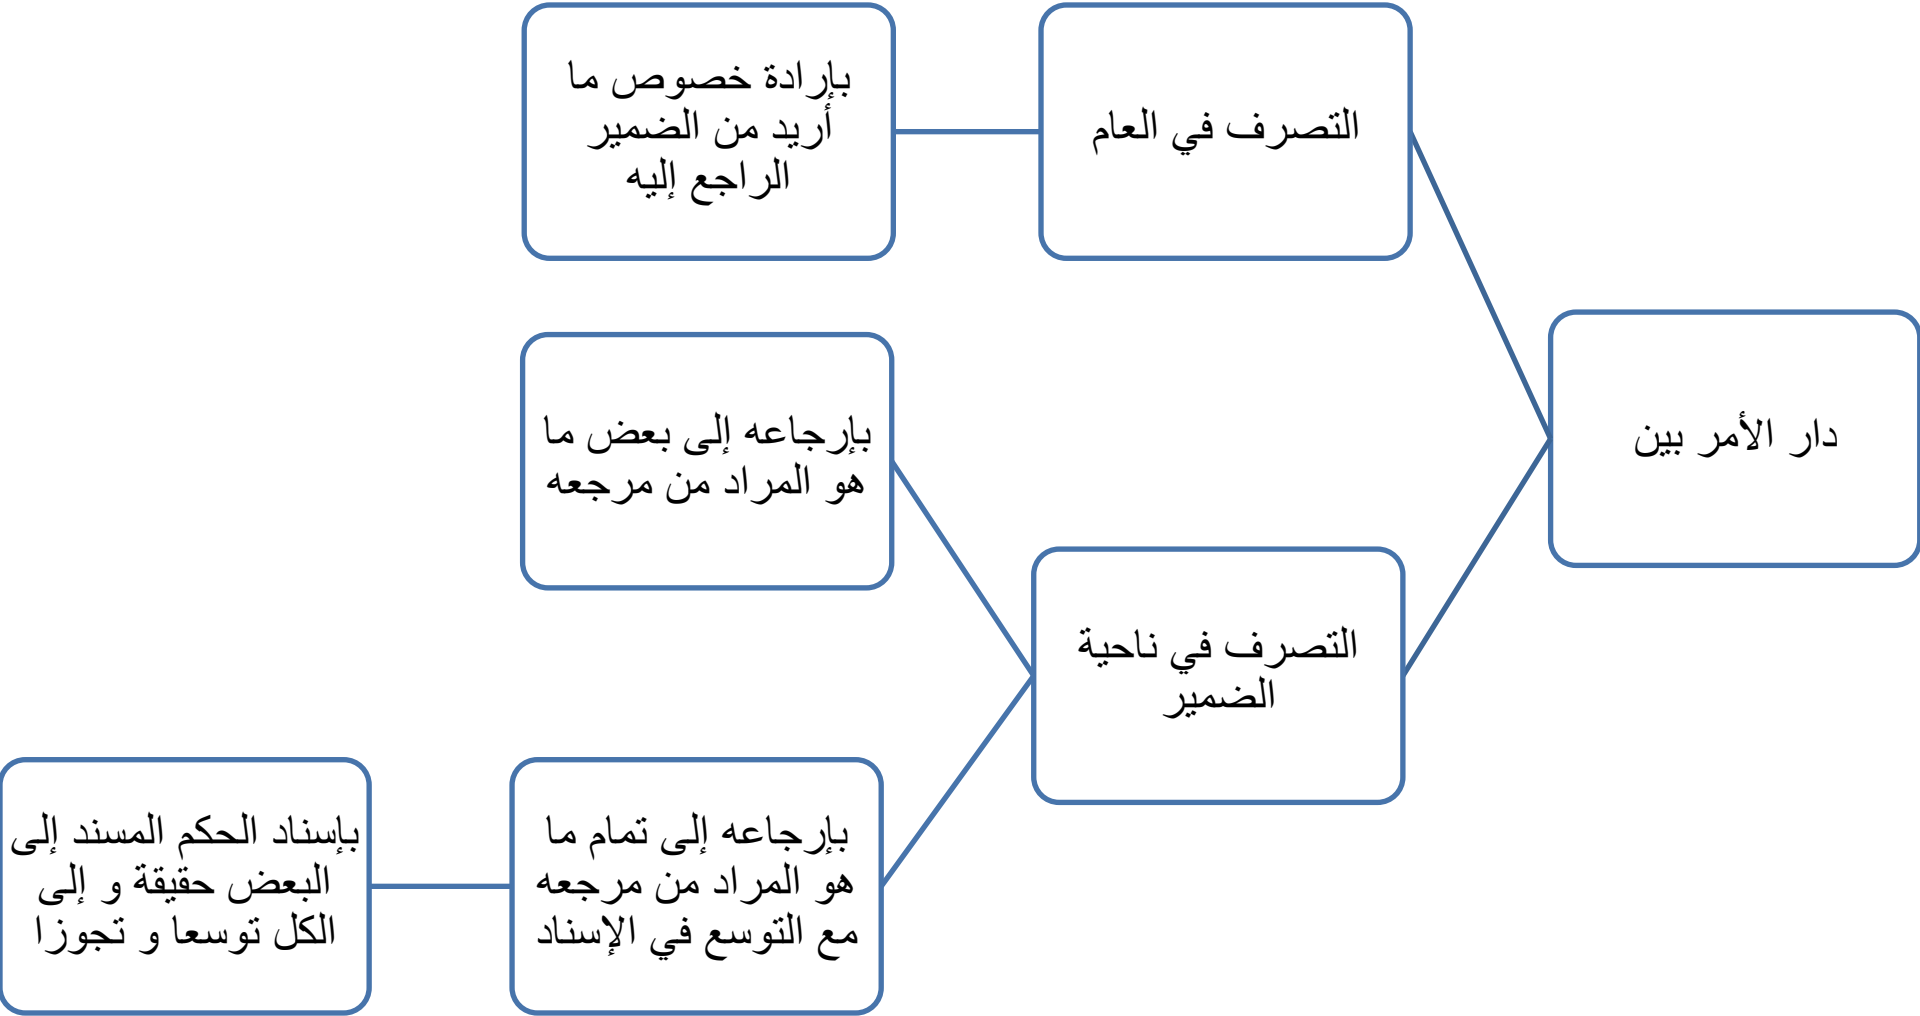 دار الأمر بين
التصرف في العام
بإرادة خصوص ما
أريد من الضمير
الراجع إليه
التصرف في ناحية
الضمير
بإرجاعه إلى بعض ما
هو المراد من مرجعه
بإرجاعه إلى تمام ما
هو المراد من مرجعه
مع التوسع في الإسناد
بإسناد الحكم المسند إلى
البعض حقيقة و إلى
الكل توسعا و تجوزا